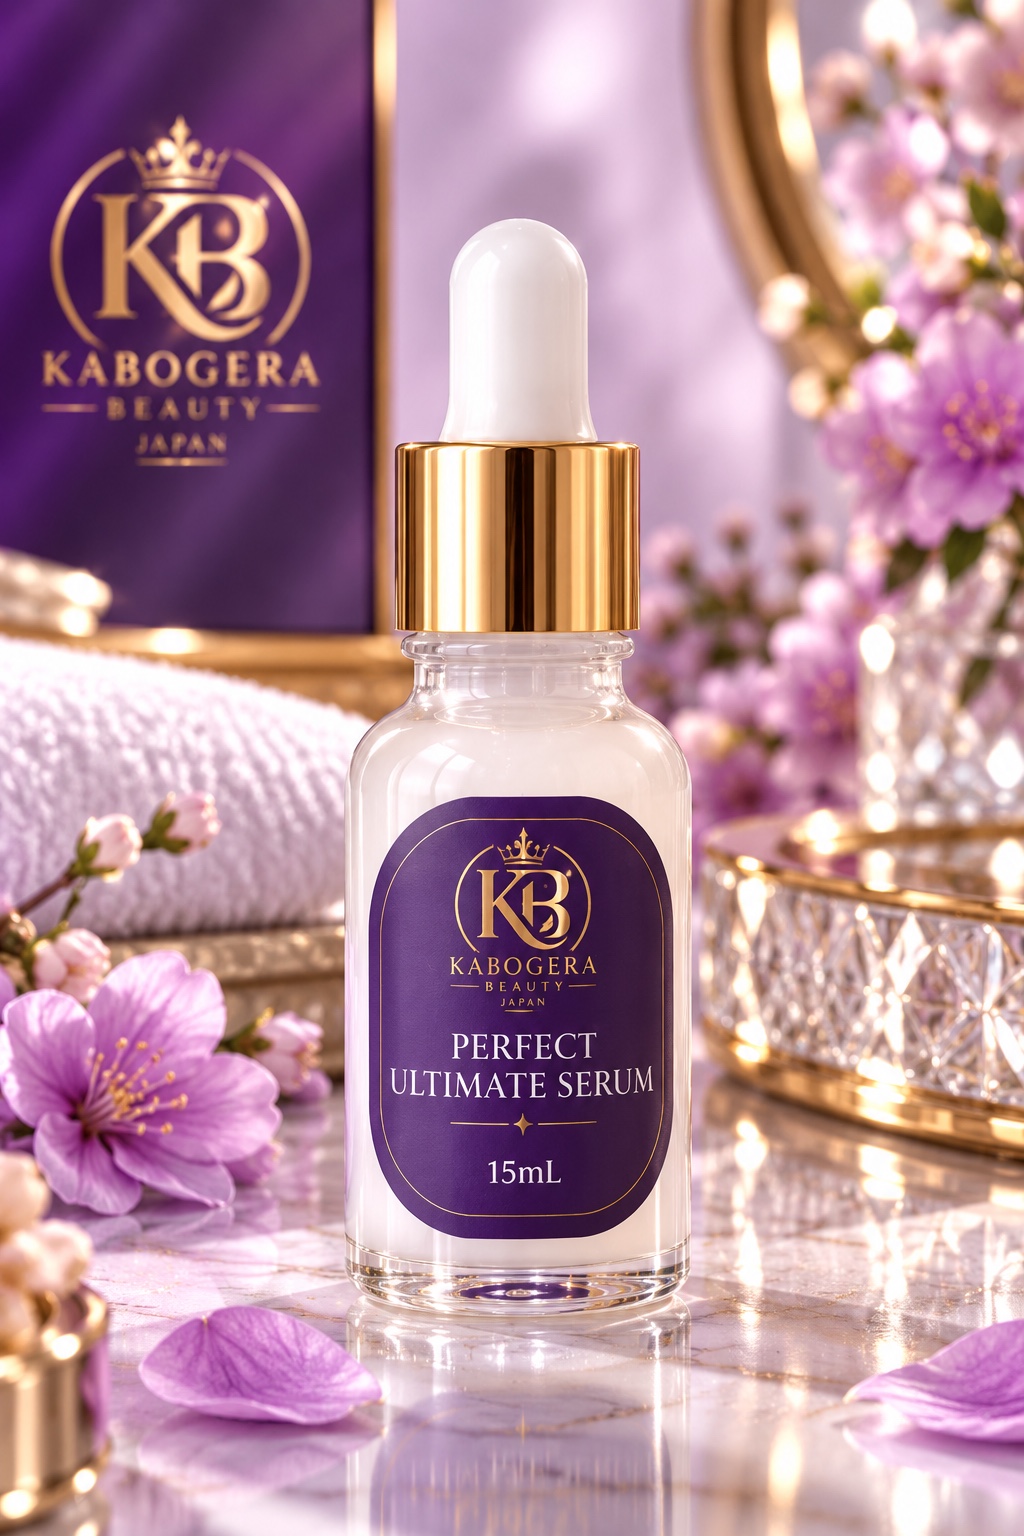 KB
KABOGERA
BEAUTY
JAPAN
KB
KABOGERA
BEAUTY
JAPAN
PERFECT
ULTIMATE SERUM
15mL